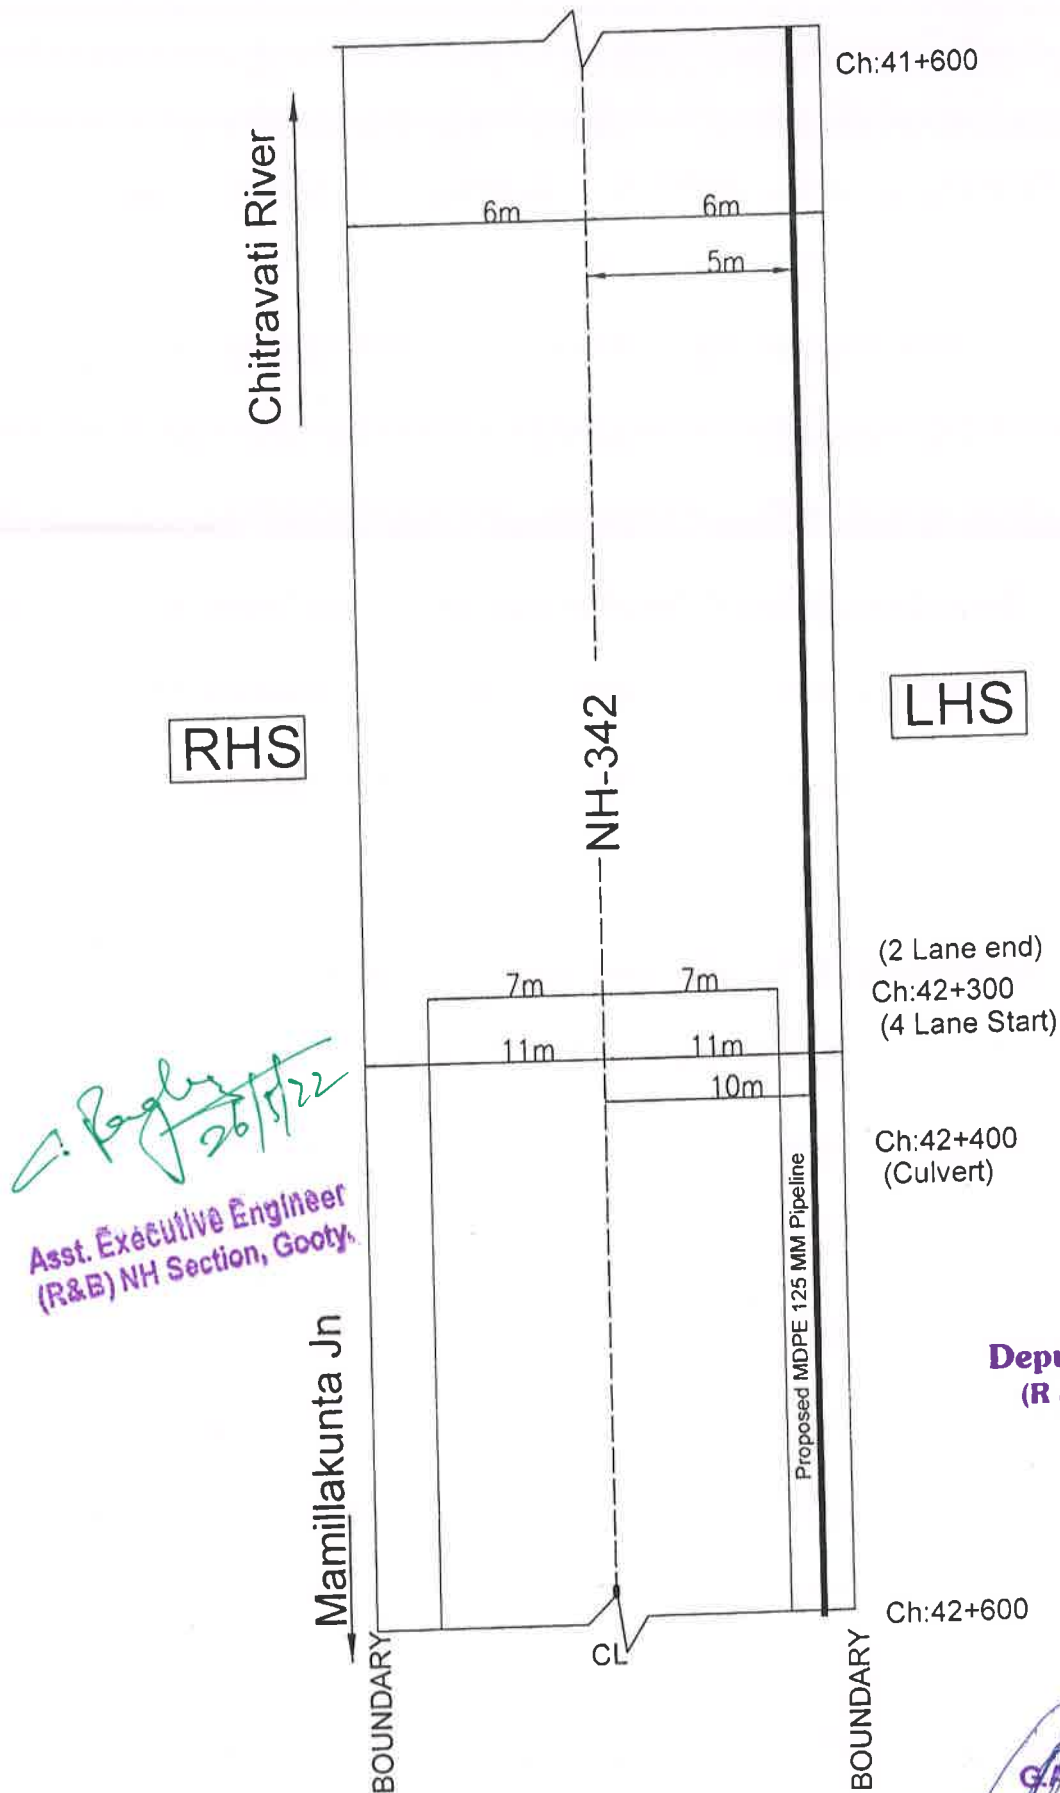 Ch:41+600
Chitravati River
6m
6m
5m
RHS
NH-342
LHS
(2 Lane end)
Ch:42+300
(4 Lane Start)
7m
7m
11m
11m
10m
Ch:42+400
(Culvert)
26/5/22
Asst. Executive Engineer
(R&B) NH Section, Gooty.
Proposed MDPE 125 MM Pipeline
Mamillakunta Jn
Depu
(R
Ch:42+600
CL
BOUNDARY
BOUNDARY
G.A